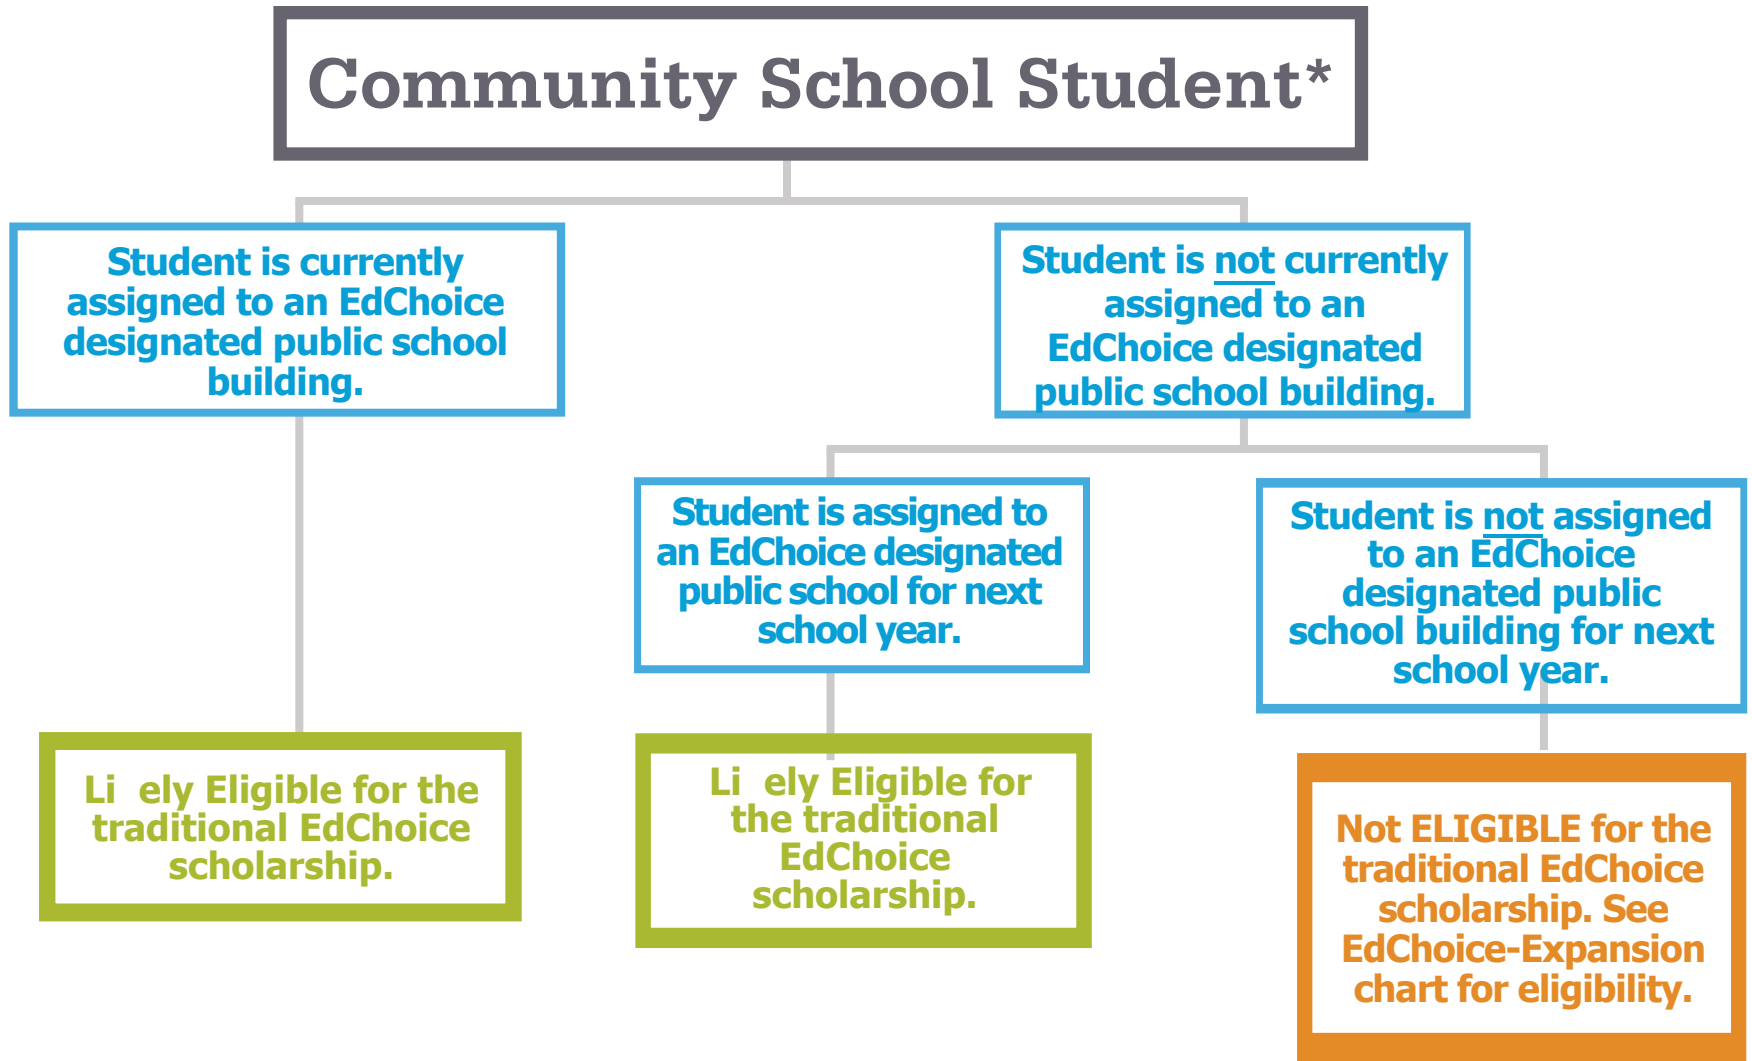 Community School Student*
Student is currently
assigned to an EdChoice
designated public school
building.
Student is not currently
assigned to an
EdChoice designated
public school building.
Student is assigned to
an EdChoice designated
public school for next
school year.
Student is not assigned
to an EdChoice
designated public
school building for next
school year.
Li ely Eligible for the
traditional EdChoice
scholarship.
Li ely Eligible for
the traditional
EdChoice
scholarship.
Not ELIGIBLE for the
traditional EdChoice
scholarship. See
EdChoice-Expansion
chart for eligibility.